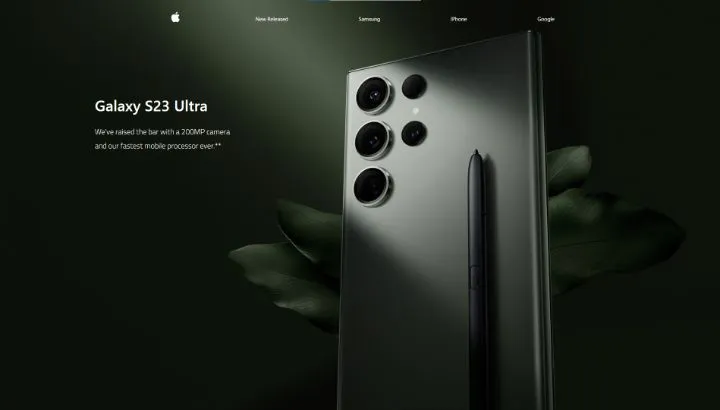 New Released
Samsung
iPhone
Google
Galaxy S23 Ultra
We've raised the bar with a 200MP camera
and our fastest mobile processor ever.**